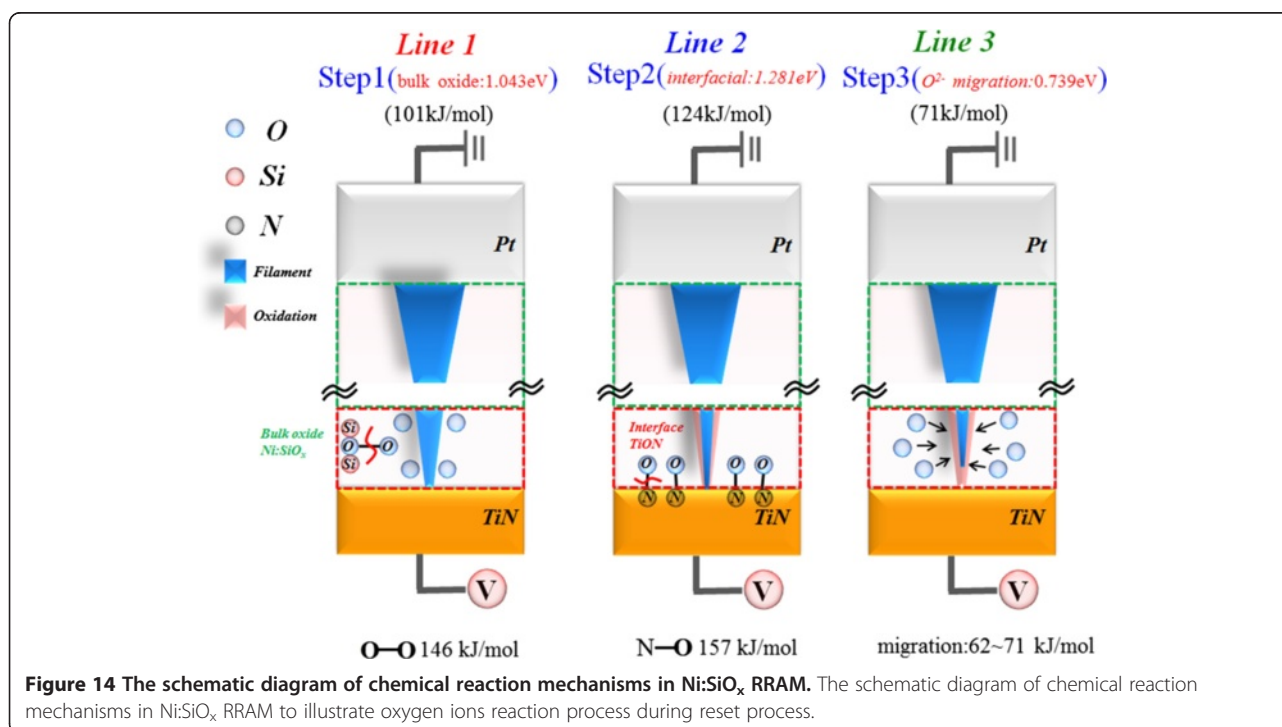 Line 1
Step1(bulk oxide:1.043eV)
(101kJ/mol)
Line 2
Step2(interfacial:1.281eV)
(124kJ/mol)
Line 3
Step3(O²⁻ migration:0.739eV)
(71kJ/mol)
O
Si
N
Filament
Oxidation
Pt
Pt
Pt
Bulk oxide
Ni:SiOₓ
Si
O O
Si
Interface
TiON
O O O O
N N N N
TiN
TiN
TiN
V
V
V
O—O 146 kJ/mol
N—O 157 kJ/mol
migration:62~71 kJ/mol
Figure 14 The schematic diagram of chemical reaction mechanisms in Ni:SiOₓ RRAM. The schematic diagram of chemical reaction
mechanisms in Ni:SiOₓ RRAM to illustrate oxygen ions reaction process during reset process.